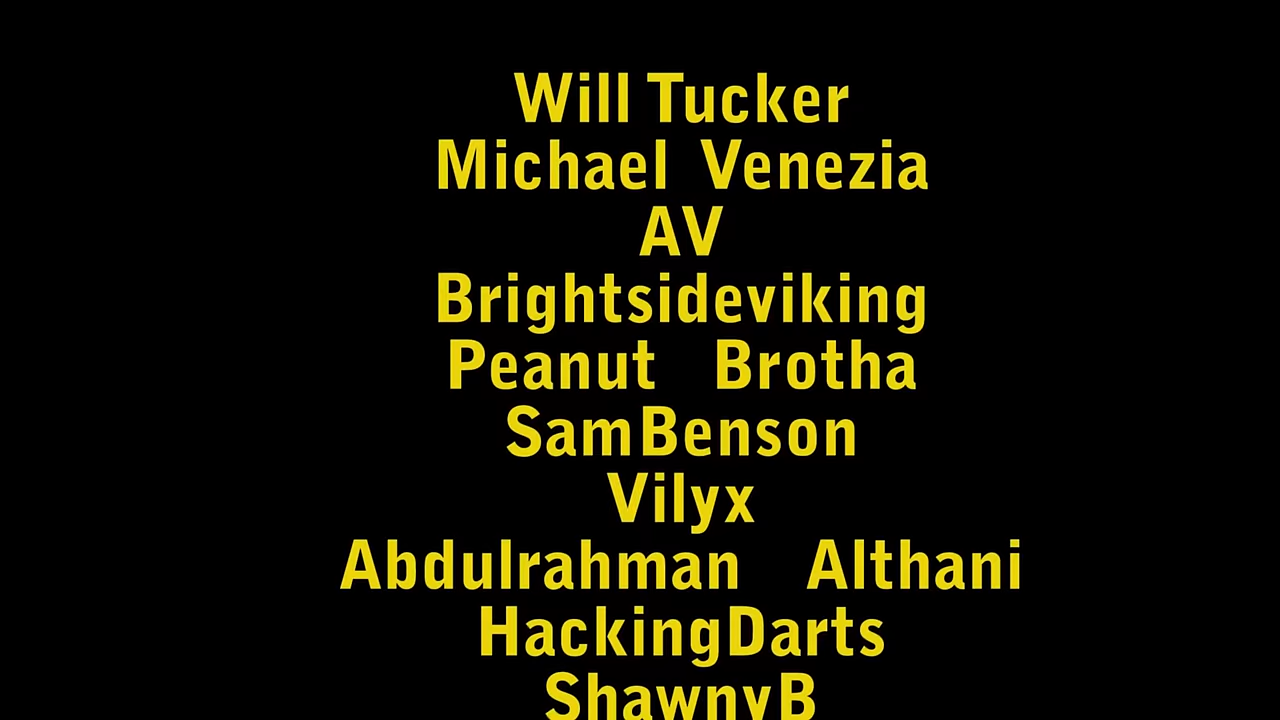 Will Tucker
Michael Venezia
AV
Brightsideviking
Peanut Brotha
SamBenson
Vilyx
Abdulrahman Althani
HackingDarts
ShawnyB